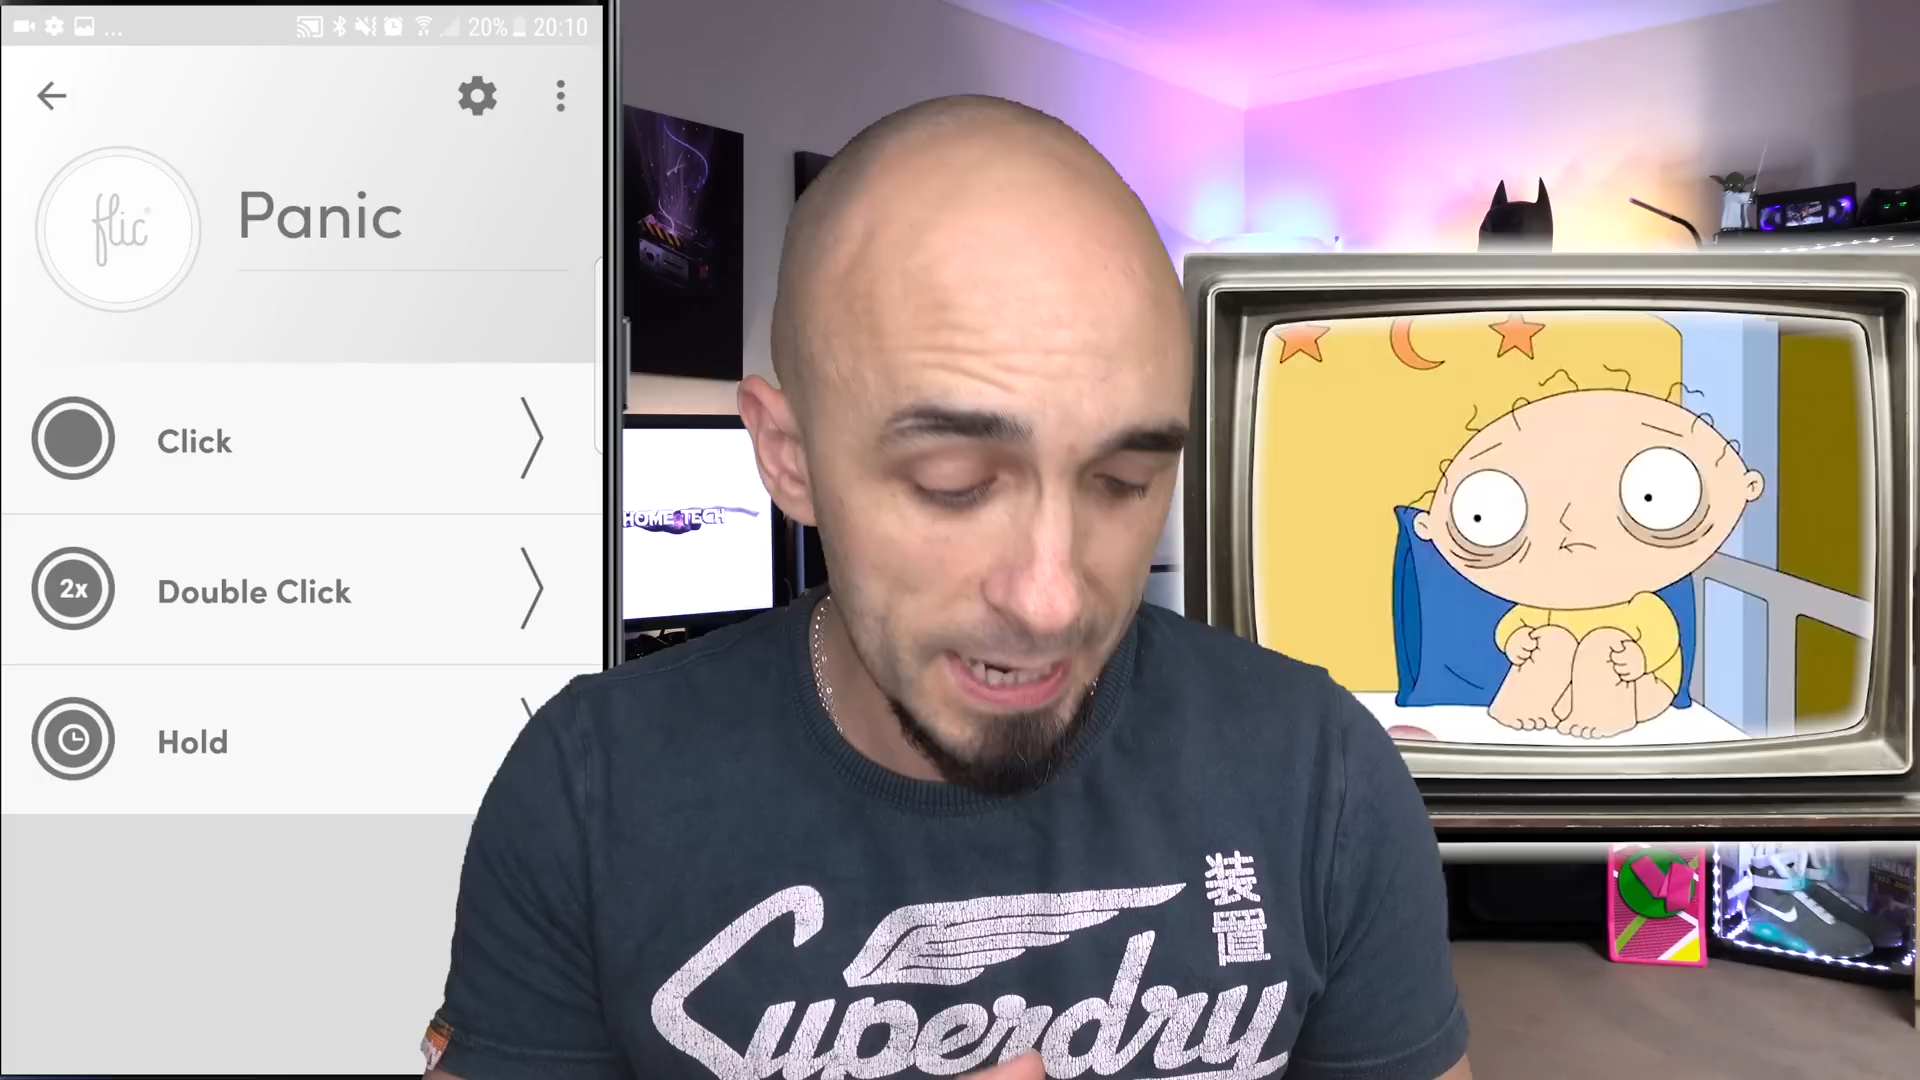 ...
20%
20:10
flic
Panic
Click
2x
Double Click
Hold
HOME TECH
装置
Superdry